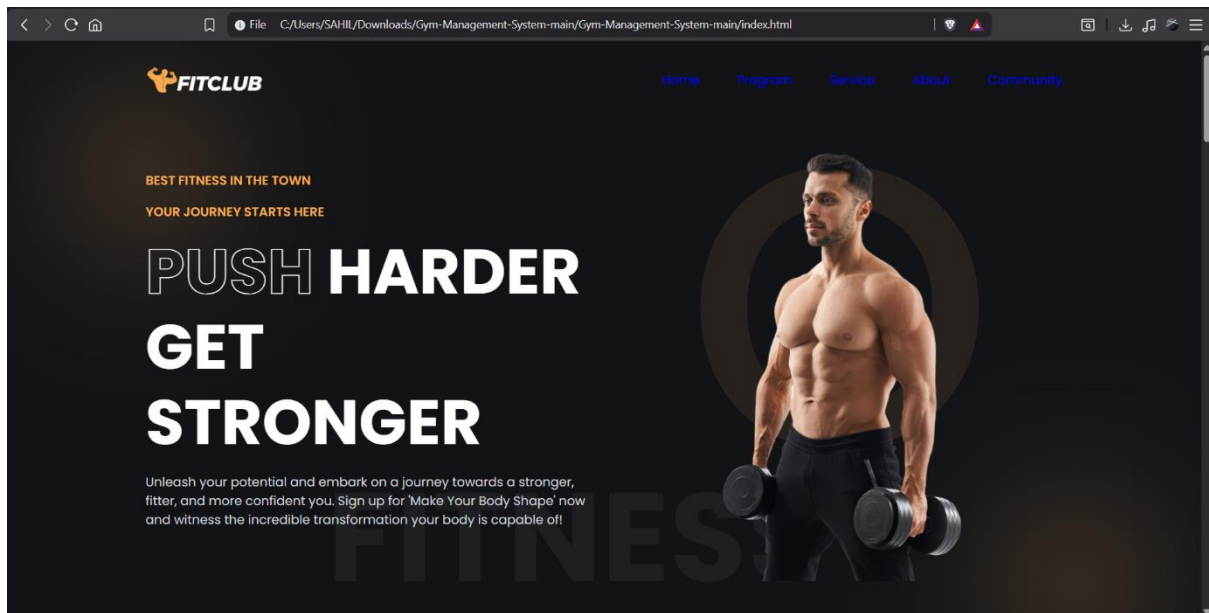 File C:/Users/SAHIL/Downloads/Gym-Management-System-main/Gym-Management-System-main/index.html
FITCLUB
Home Program Service About Community
BEST FITNESS IN THE TOWN
YOUR JOURNEY STARTS HERE
PUSH HARDER
GET
STRONGER
Unleash your potential and embark on a journey towards a stronger,
fitter, and more confident you. Sign up for 'Make Your Body Shape' now
and witness the incredible transformation your body is capable of!
FITNESS